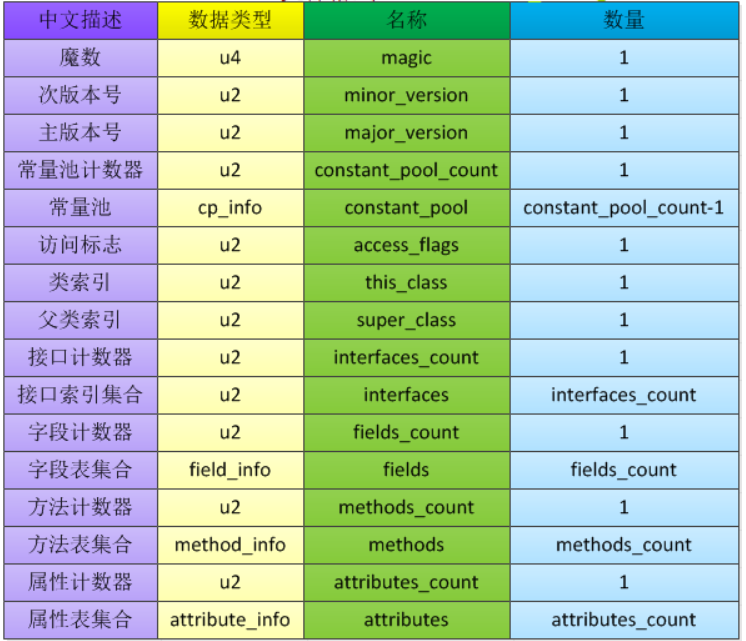 中文描述 数据类型 名称 数量
魔数 u4 magic 1
次版本号 u2 minor_version 1
主版本号 u2 major_version 1
常量池计数器 u2 constant_pool_count 1
常量池 cp_info constant_pool constant_pool_count-1
访问标志 u2 access_flags 1
类索引 u2 this_class 1
父类索引 u2 super_class 1
接口计数器 u2 interfaces_count 1
接口索引集合 u2 interfaces interfaces_count
字段计数器 u2 fields_count 1
字段表集合 field_info fields fields_count
方法计数器 u2 methods_count 1
方法表集合 method_info methods methods_count
属性计数器 u2 attributes_count 1
属性表集合 attribute_info attributes attributes_count